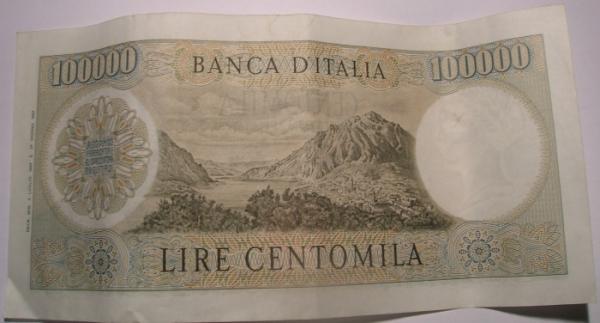 100000 BANCA D'ITALIA 100000
LIRE CENTOMILA